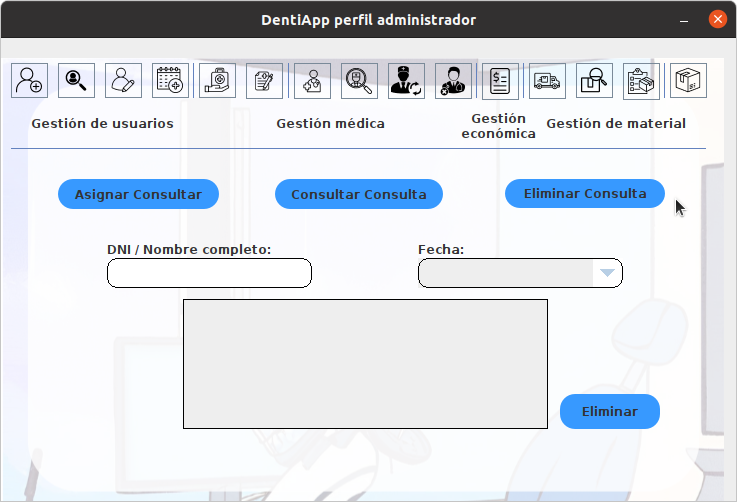 DentiApp perfil administrador
Gestión de usuarios
Gestión médica
Gestión
económica
Gestión de material
Asignar Consultar
Consultar Consulta
Eliminar Consulta
DNI / Nombre completo:
Fecha:
Eliminar